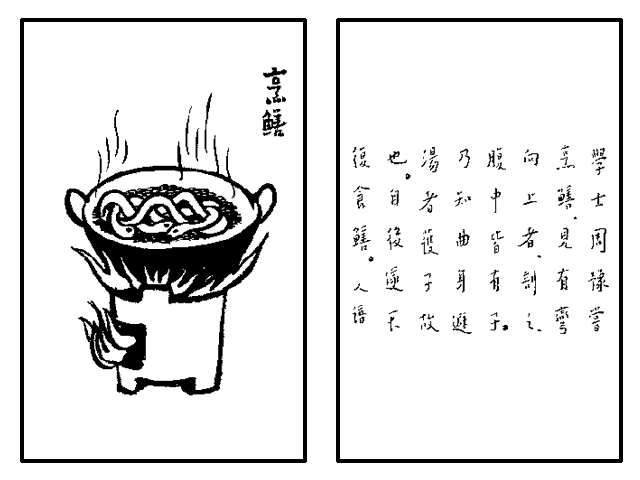 烹鱔
學士周豫嘗
烹鱔、見有彎
向上者、剖之、
腹中皆有子。
乃知曲身避
湯者護子故
也。自後遂不
復食鱔。人譜